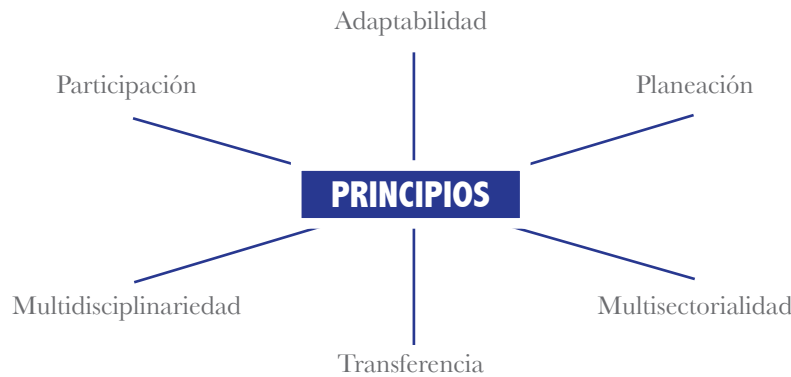 Adaptabilidad
Participación
Planeación
PRINCIPIOS
Multidisciplinariedad
Multisectorialidad
Transferencia